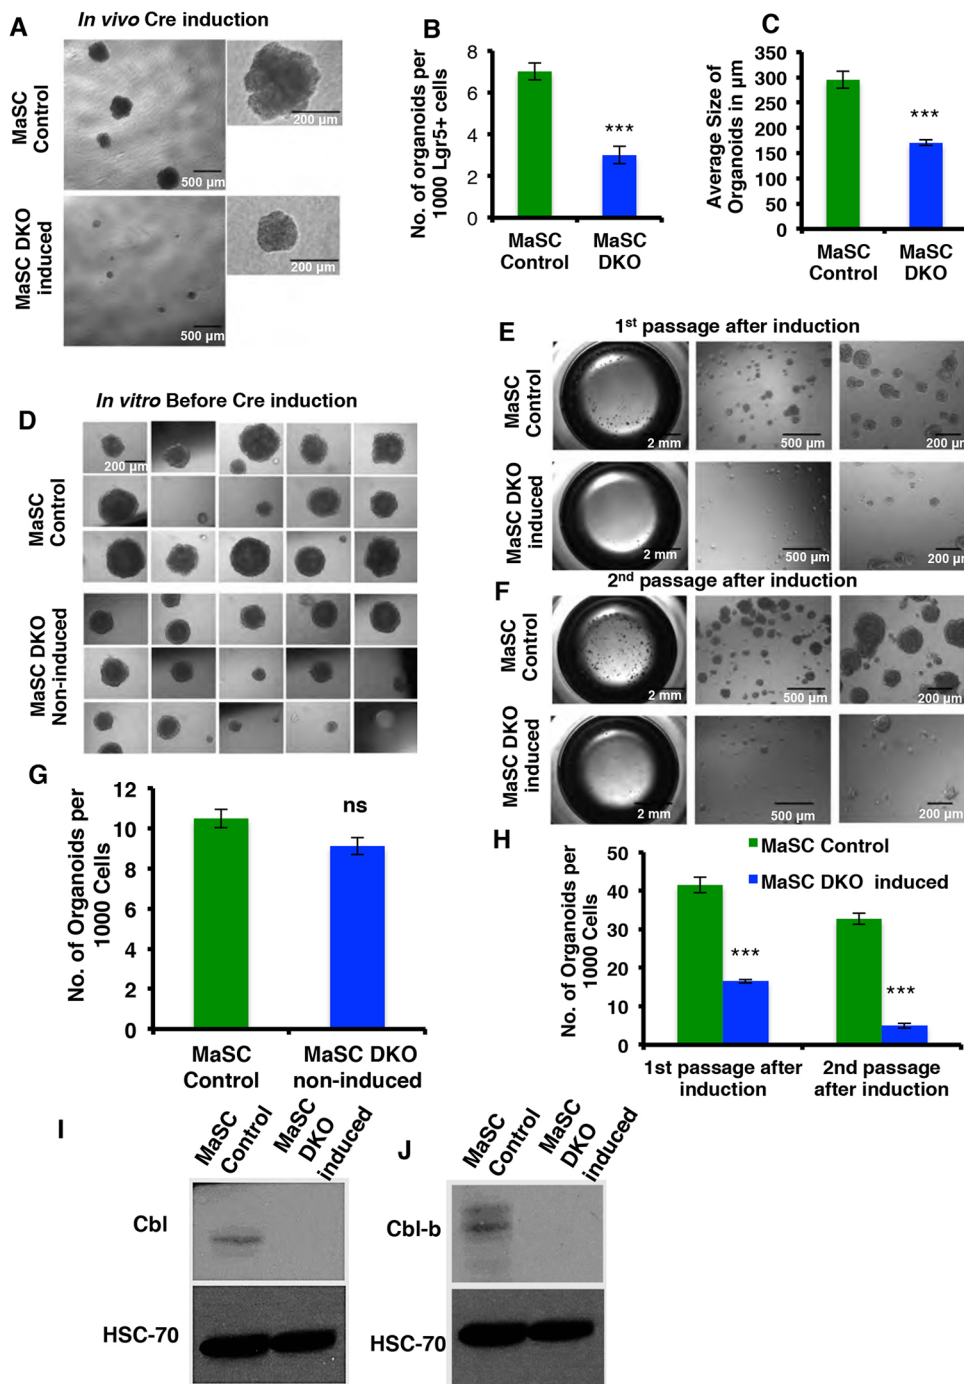 A
In vivo Cre induction
MaSC
Control
500 µm
200 µm
MaSC DKO
induced
500 µm
200 µm
B
No. of organoids per
1000 Lgr5+ cells
8
6
4
2
0
***
MaSC
Control
MaSC
DKO
C
Average Size of
Organoids in µm
350
300
250
200
150
100
50
0
***
MaSC
Control
MaSC
DKO
D
In vitro Before Cre induction
MaSC
Control
200 µm
MaSC DKO
Non-induced
E
1st passage after induction
MaSC
Control
2 mm
500 µm
200 µm
MaSC DKO
induced
2 mm
500 µm
200 µm
F
2nd passage after induction
MaSC
Control
2 mm
500 µm
200 µm
MaSC DKO
induced
2 mm
500 µm
200 µm
G
No. of Organoids per
1000 Cells
12
10
8
6
4
2
0
ns
MaSC
Control
MaSC DKO
non-induced
H
MaSC Control
MaSC DKO induced
No. of Organoids per
1000 Cells
50
40
30
20
10
0
***
***
1st passage after
induction
2nd passage
after induction
I
MaSC
Control
MaSC
DKO
induced
Cbl
HSC-70
J
MaSC
Control
MaSC
DKO
induced
Cbl-b
HSC-70